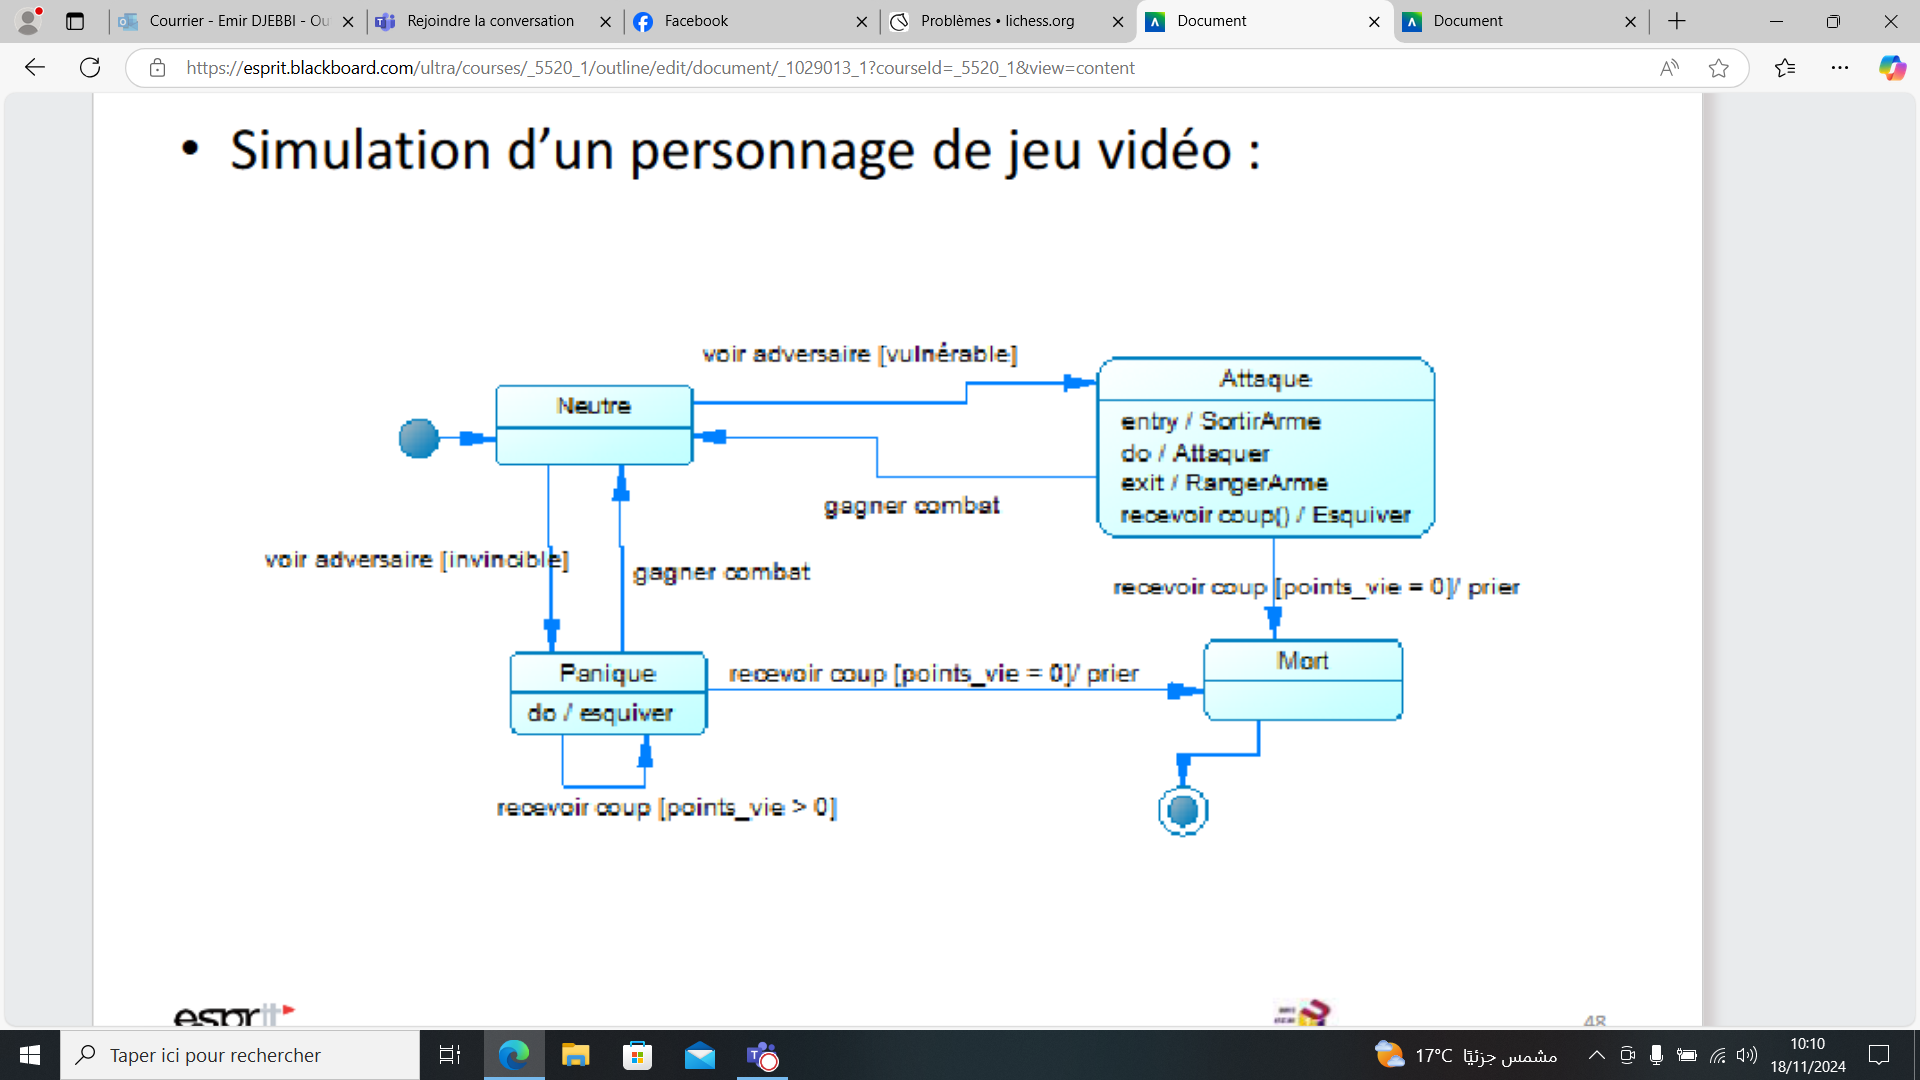 Courrier - Emir DJEBBI - Ou
Rejoindre la conversation
Facebook
Problèmes • lichess.org
Document
Document
https://esprit.blackboard.com/ultra/courses/_5520_1/outline/edit/document/_1029013_1?courseId=_5520_1&view=content
• Simulation d’un personnage de jeu vidéo :
voir adversaire [vulnérable]
Neutre
Attaque
entry / SortirArme
do / Attaquer
exit / RangerArme
recevoir coup() / Esquiver
gagner combat
voir adversaire [invincible]
gagner combat
recevoir coup [points_vie = 0]/ prier
Panique
do / esquiver
recevoir coup [points_vie = 0]/ prier
Mort
recevoir coup [points_vie > 0]
esprit
48
Taper ici pour rechercher
17°C مشمس جزئيًا
10:10
18/11/2024